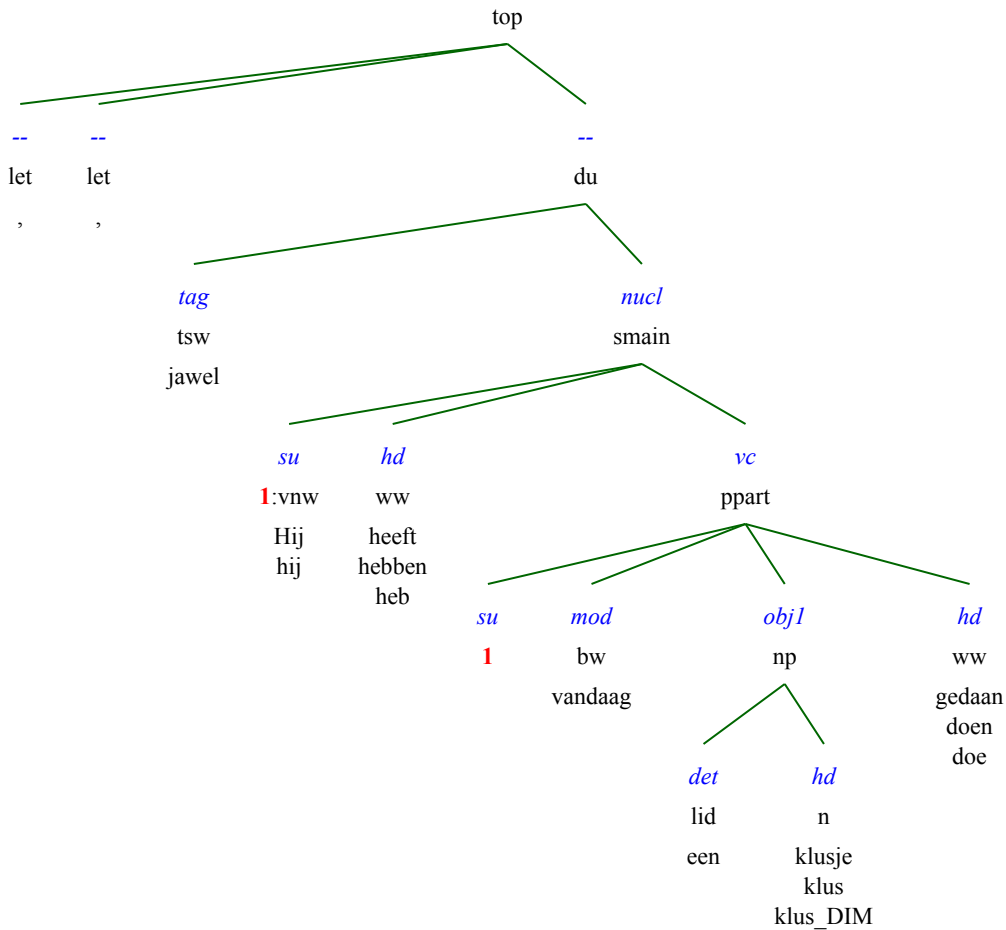 top
-- -- --
let let du
, ,
tag nucl
tsw smain
jawel
su hd vc
1:vnw ww ppart
Hij heeft
hij hebben
heb
su mod obj1 hd
1 bw np ww
vandaag gedaan
doen
doe
det hd
lid n
een klusje
klus
klus_DIM